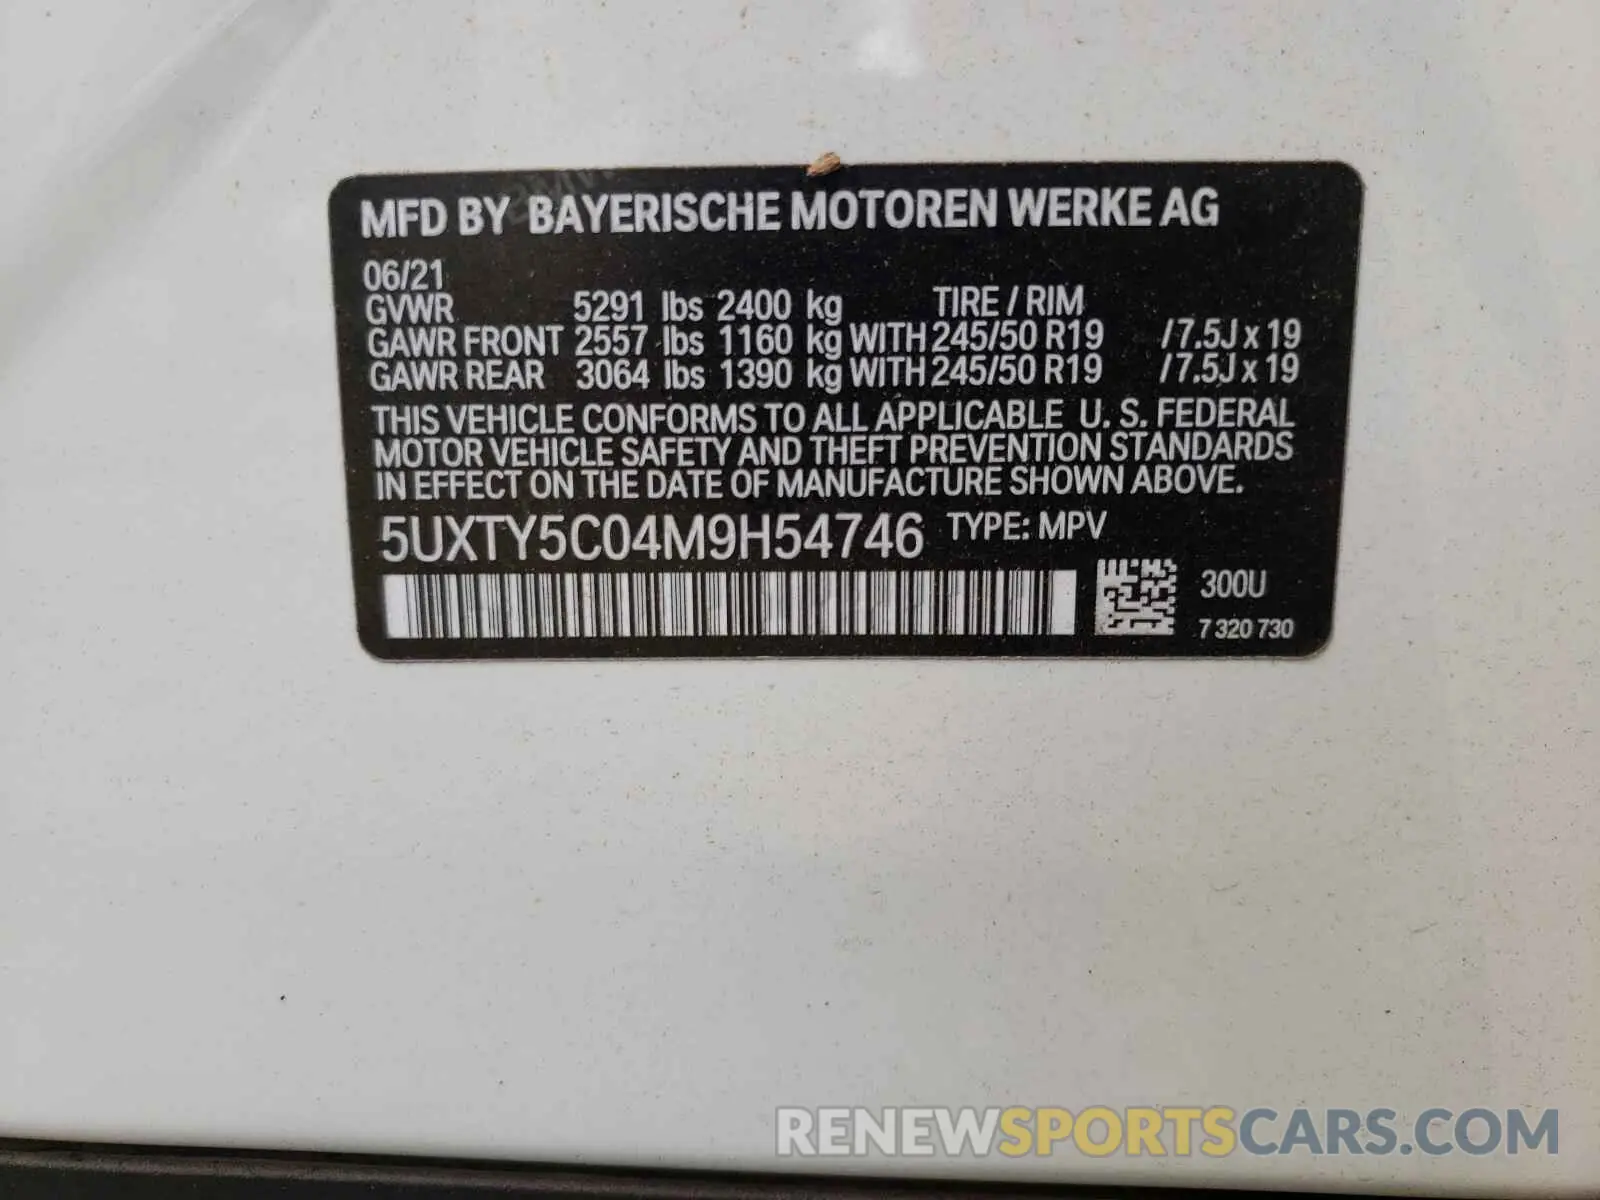 MFD BY BAYERISCHE MOTOREN WERKE AG
06/21
GVWR 5291 lbs 2400 kg TIRE / RIM
GAWR FRONT 2557 lbs 1160 kg WITH 245/50 R19 /7.5J x 19
GAWR REAR 3064 lbs 1390 kg WITH 245/50 R19 /7.5J x 19
THIS VEHICLE CONFORMS TO ALL APPLICABLE U. S. FEDERAL
MOTOR VEHICLE SAFETY AND THEFT PREVENTION STANDARDS
IN EFFECT ON THE DATE OF MANUFACTURE SHOWN ABOVE.
5UXTY5C04M9H54746 TYPE: MPV
300U
7 320 730
RENEWSPORTSCARS.COM